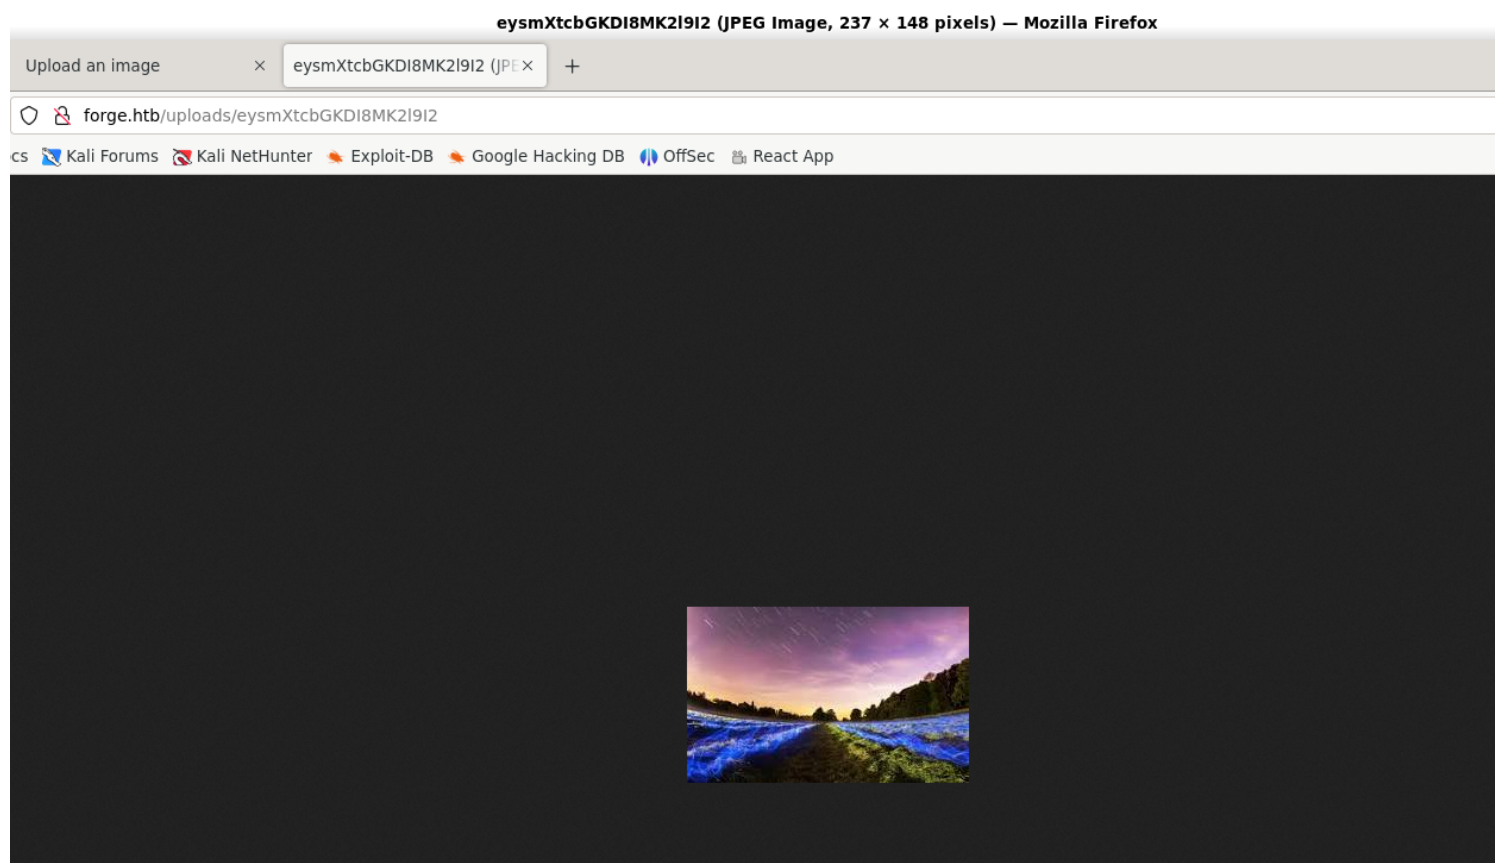 eysmXtcbGKDI8MK2l9I2 (JPEG Image, 237 × 148 pixels) — Mozilla Firefox
Upload an image eysmXtcbGKDI8MK2l9I2 (JPE
forge.htb/uploads/eysmXtcbGKDI8MK2l9I2
cs Kali Forums Kali NetHunter Exploit-DB Google Hacking DB OffSec React App